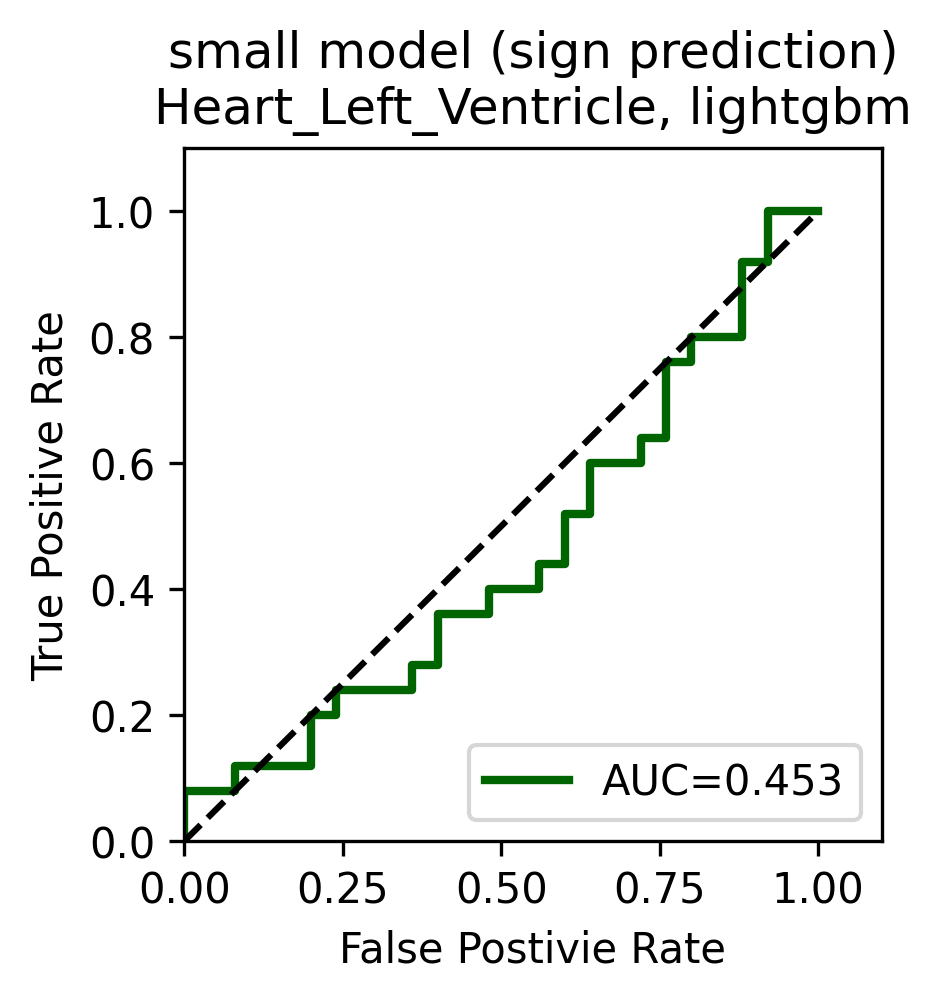 small model (sign prediction)
Heart_Left_Ventricle, lightgbm
1.0
0.8
0.6
0.4
0.2
0.0
True Positive Rate
AUC=0.453
0.00 0.25 0.50 0.75 1.00
False Postivie Rate